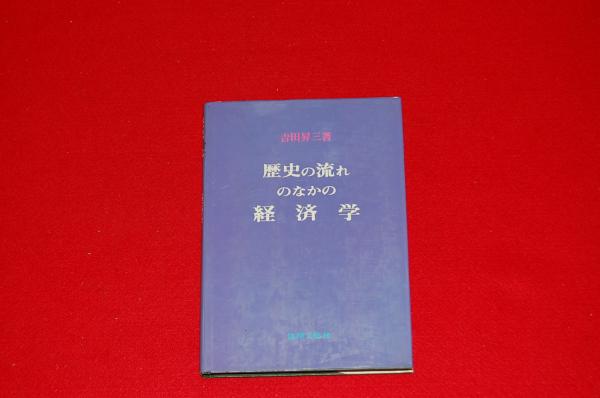 吉田昇三著
歴史の流れ
のなかの
経済学